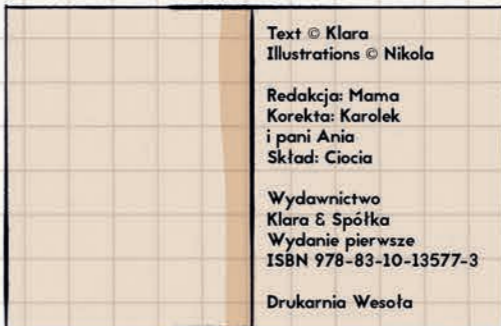 Text © Klara
Illustrations © Nikola
Redakcja: Mama
Korekta: Karolek
i pani Ania
Skład: Ciocia
Wydawnictwo
Klara & Spółka
Wydanie pierwsze
ISBN 978-83-10-13577-3
Drukarnia Wesoła